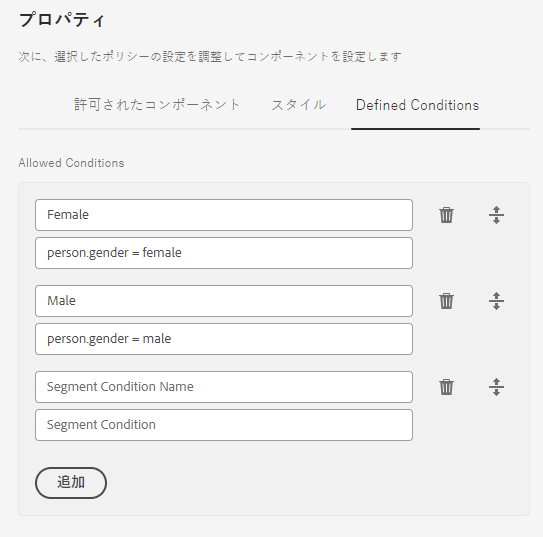 プロパティ
次に、選択したポリシーの設定を調整してコンポーネントを設定します
許可されたコンポーネント スタイル Defined Conditions
Allowed Conditions
Female
person.gender = female
Male
person.gender = male
Segment Condition Name
Segment Condition
追加